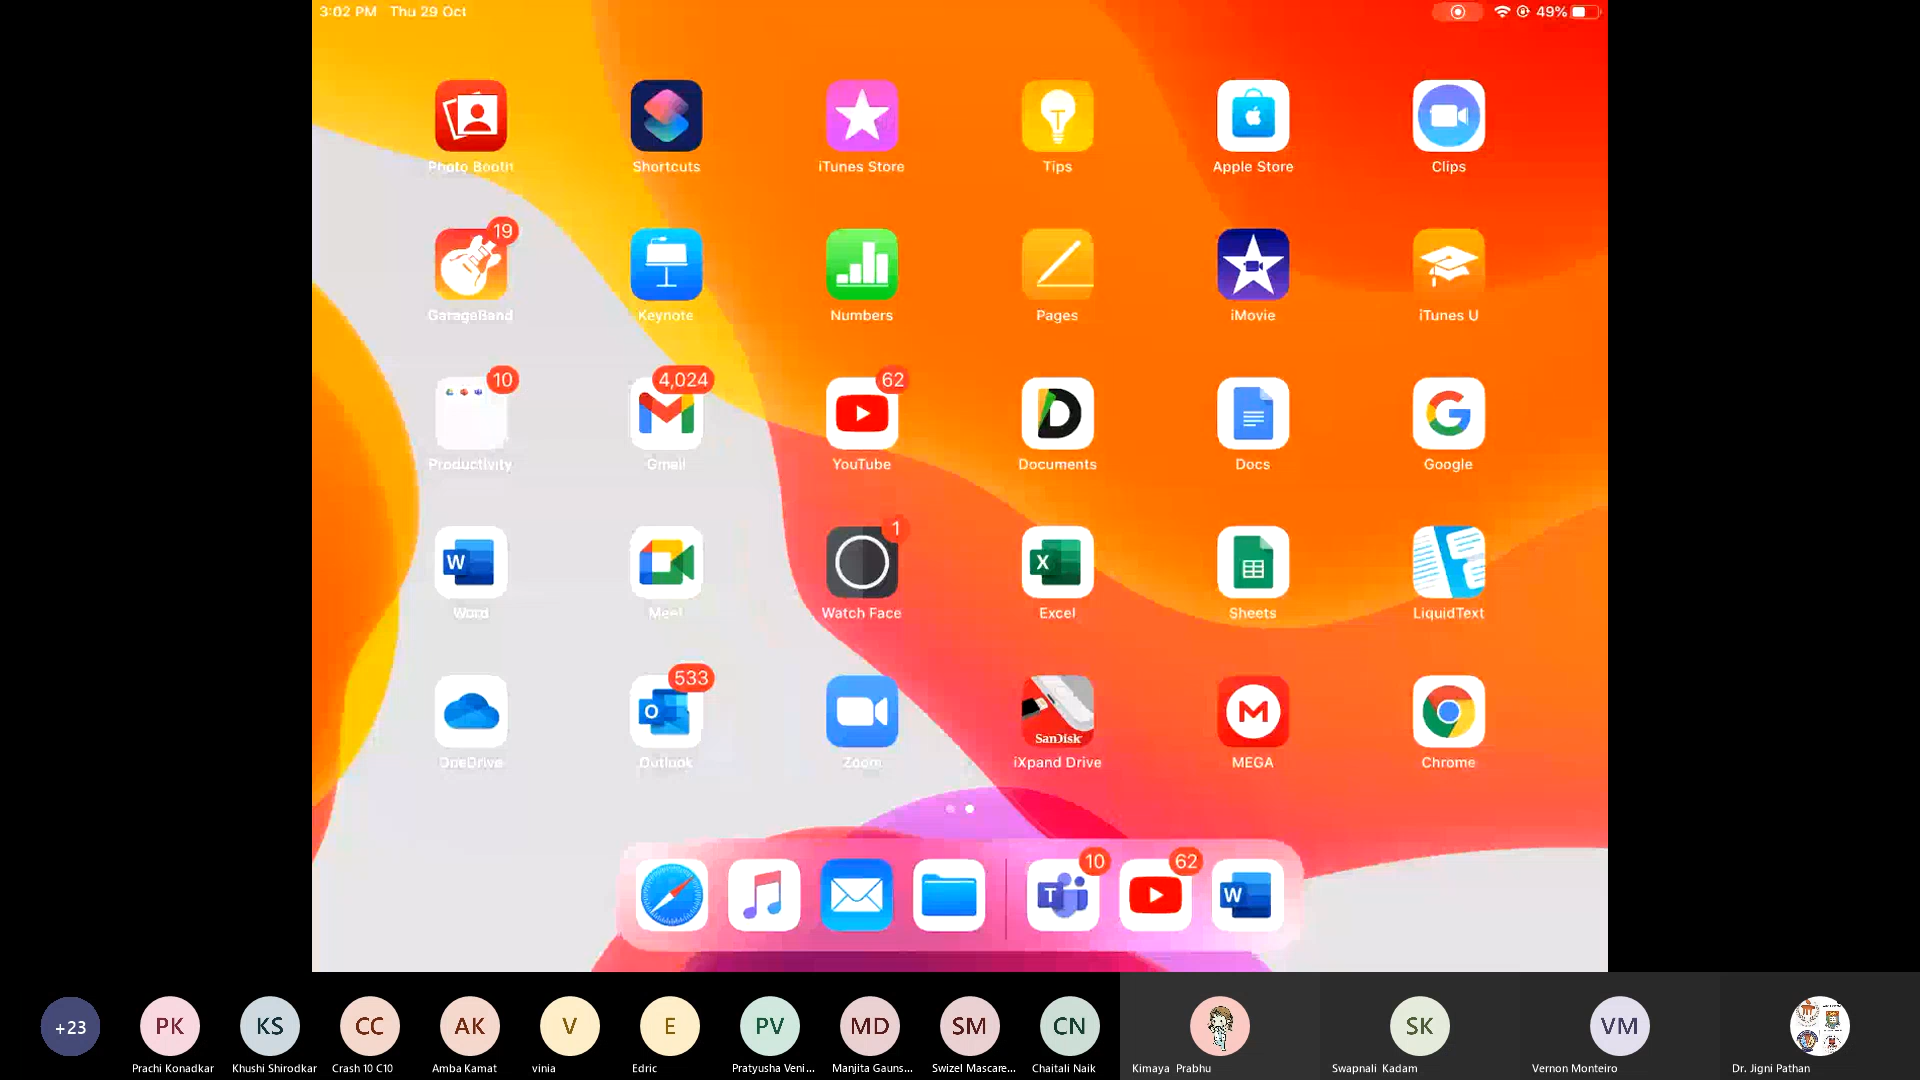 3:02 PM Thu 29 Oct
49%
Photo Booth
Shortcuts
iTunes Store
Tips
Apple Store
Clips
19
GarageBand
Keynote
Numbers
Pages
iMovie
iTunes U
10
4,024
62
Productivity
Gmail
YouTube
Documents
Docs
Google
1
W
X
Word
Meet
Watch Face
Excel
Sheets
LiquidText
533
O
SanDisk
OneDrive
Outlook
Zoom
iXpand Drive
MEGA
Chrome
10
62
T
W
+23
PK
KS
CC
AK
V
E
PV
MD
SM
CN
SK
VM
Prachi Konadkar
Khushi Shirodkar
Crash 10 C10
Amba Kamat
vinia
Edric
Pratyusha Veni...
Manjita Gauns...
Swizel Mascare...
Chaitali Naik
Kimaya Prabhu
Swapnali Kadam
Vernon Monteiro
Dr. Jigni Pathan